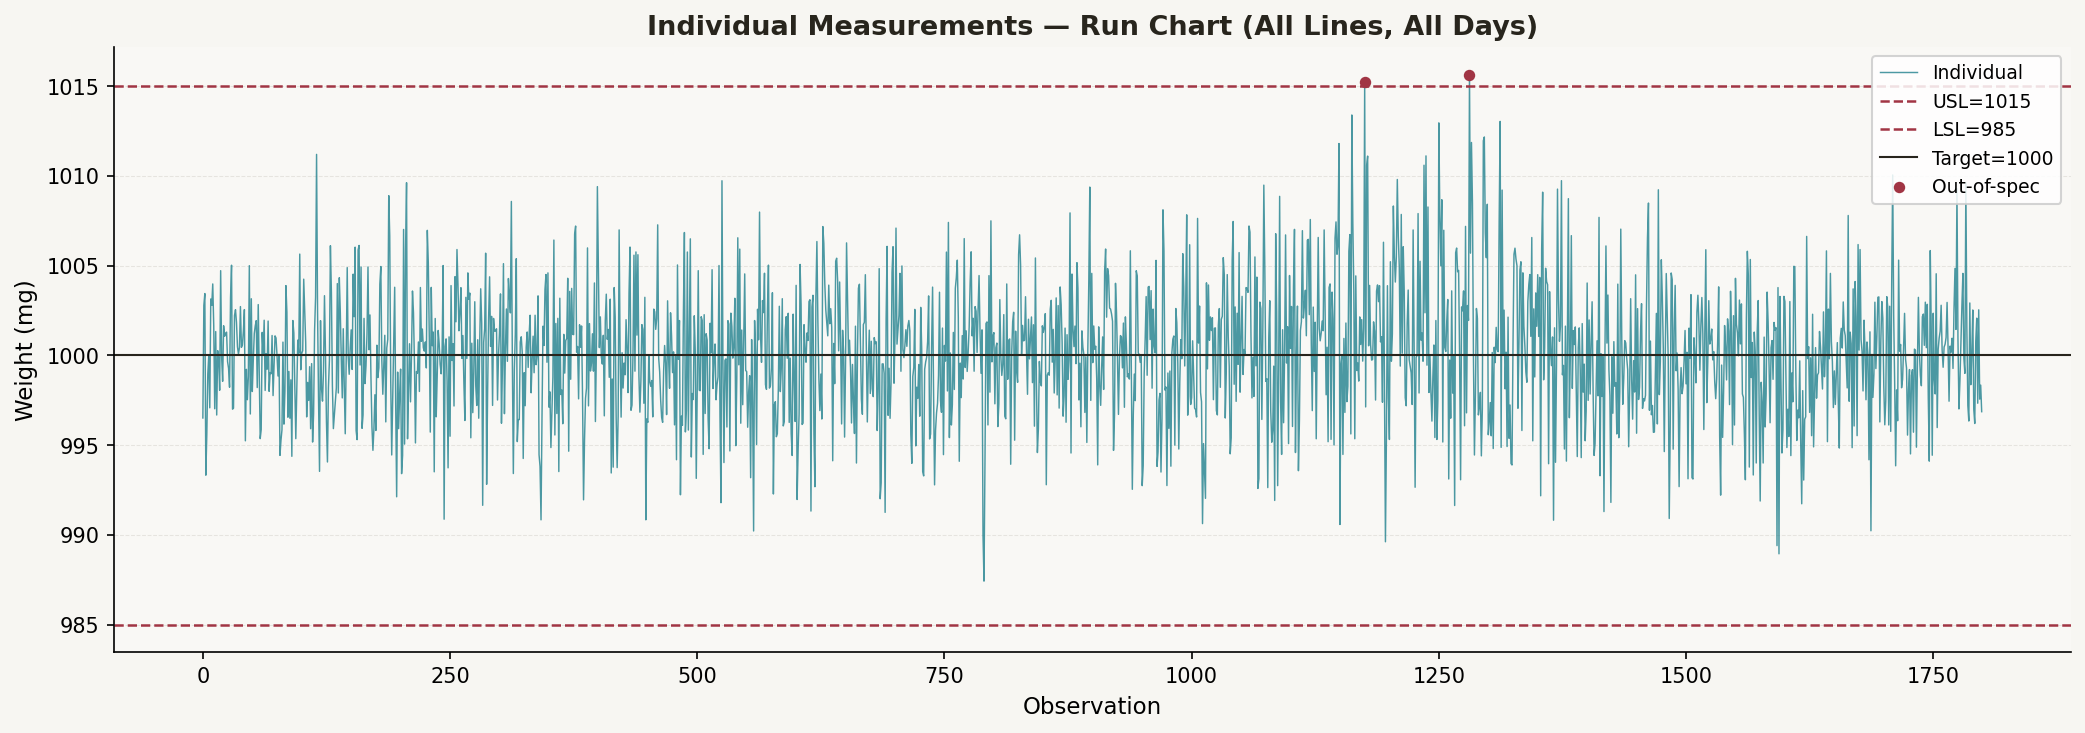 Individual Measurements — Run Chart (All Lines, All Days)
Weight (mg)
1015
1010
1005
1000
995
990
985
Individual
USL=1015
LSL=985
Target=1000
Out-of-spec
0 250 500 750 1000 1250 1500 1750
Observation